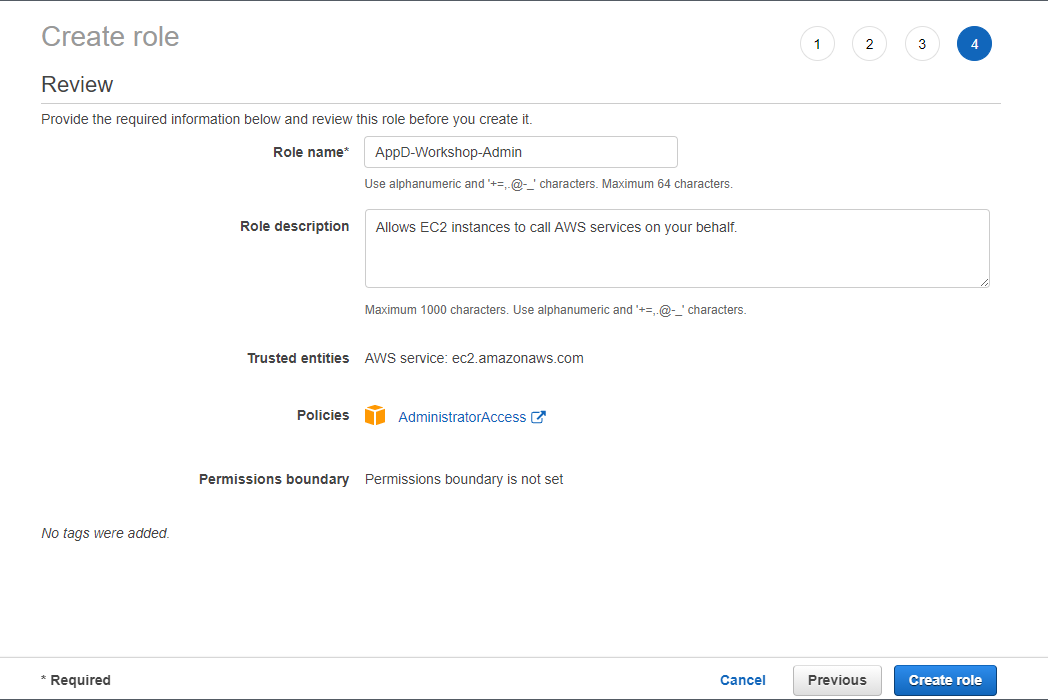 Create role
1 2 3 4
Review
Provide the required information below and review this role before you create it.
Role name* AppD-Workshop-Admin
Use alphanumeric and '+=,.@-_' characters. Maximum 64 characters.
Role description Allows EC2 instances to call AWS services on your behalf.
Maximum 1000 characters. Use alphanumeric and '+=,.@-_' characters.
Trusted entities AWS service: ec2.amazonaws.com
Policies AdministratorAccess
Permissions boundary Permissions boundary is not set
No tags were added.
* Required Cancel Previous Create role